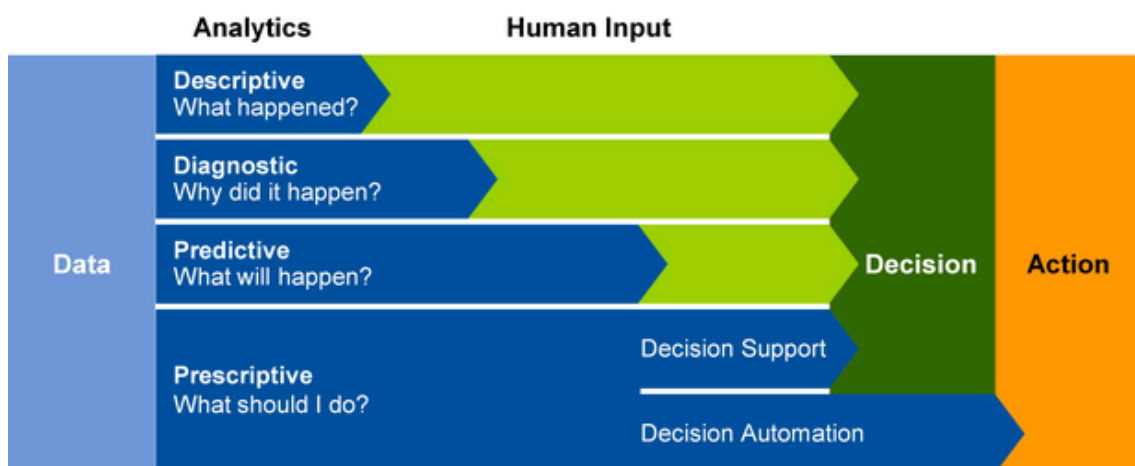 Analytics
Human Input
Descriptive
What happened?
Diagnostic
Why did it happen?
Predictive
What will happen?
Data
Decision
Action
Decision Support
Prescriptive
What should I do?
Decision Automation